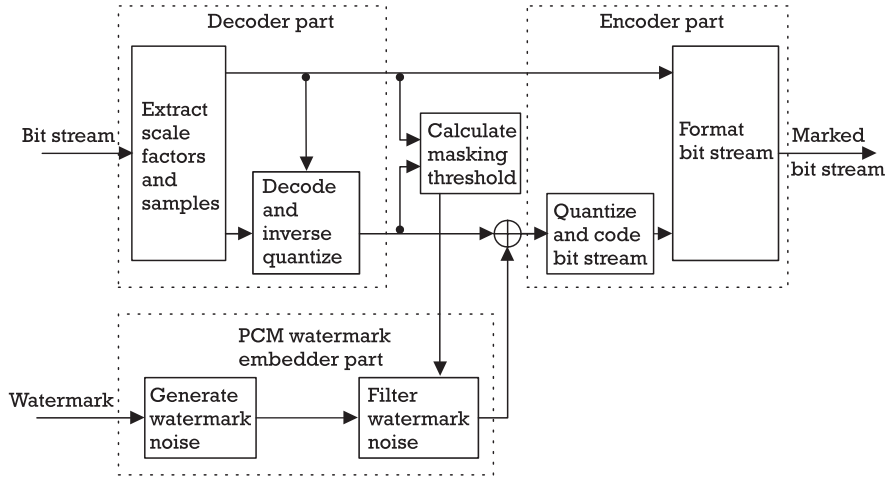 Decoder part
Encoder part
Bit stream
Extract
scale
factors
and
samples
Decode
and
inverse
quantize
Calculate
masking
threshold
Quantize
and code
bit stream
Format
bit stream
Marked
bit stream
PCM watermark
embedder part
Watermark
Generate
watermark
noise
Filter
watermark
noise